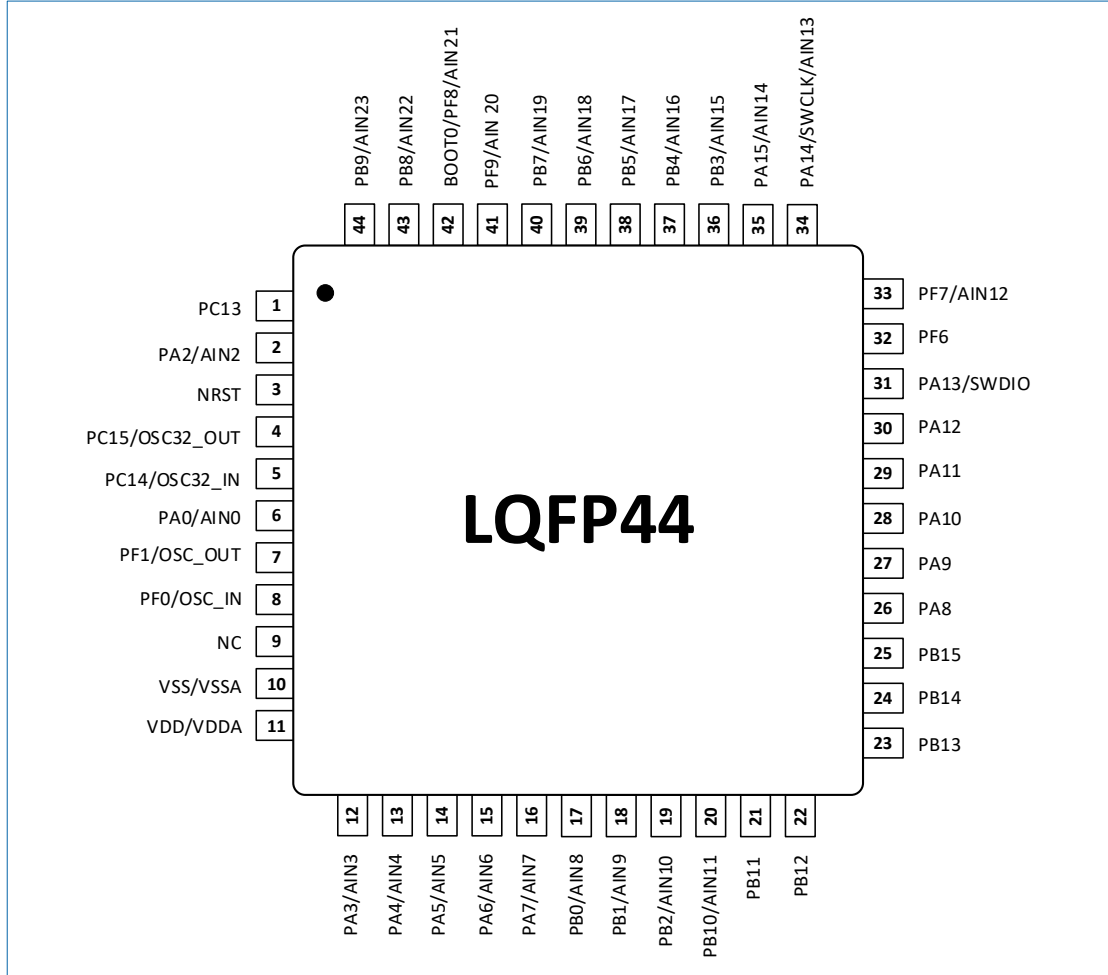 PB9/AIN23
PB8/AIN22
BOOT0/PF8/AIN21
PF9/AIN 20
PB7/AIN19
PB6/AIN18
PB5/AIN17
PB4/AIN16
PB3/AIN15
PA15/AIN14
PA14/SWCLK/AIN13
44
43
42
41
40
39
38
37
36
35
34
PC13 1
PA2/AIN2 2
NRST 3
PC15/OSC32_OUT 4
PC14/OSC32_IN 5
PA0/AIN0 6
PF1/OSC_OUT 7
PF0/OSC_IN 8
NC 9
VSS/VSSA 10
VDD/VDDA 11
LQFP44
33 PF7/AIN12
32 PF6
31 PA13/SWDIO
30 PA12
29 PA11
28 PA10
27 PA9
26 PA8
25 PB15
24 PB14
23 PB13
12
13
14
15
16
17
18
19
20
21
22
PA3/AIN3
PA4/AIN4
PA5/AIN5
PA6/AIN6
PA7/AIN7
PB0/AIN8
PB1/AIN9
PB2/AIN10
PB10/AIN11
PB11
PB12